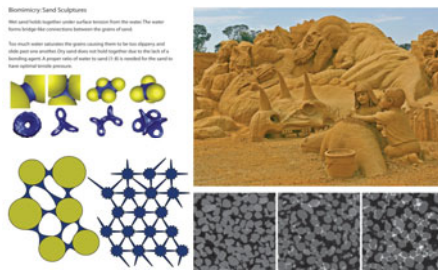 Biomimicry: Sand Sculptures
Wet sand holds together under surface tension from the water. The water
forms bridge-like connections between the grains of sand.
Too much water saturates the grains causing them to be too slippery, and
slide past one another. Dry sand does not hold together due to the lack of a
bonding agent. A proper ratio of water to sand (1:8) is needed for the sand to
have optimal tensile pressure.